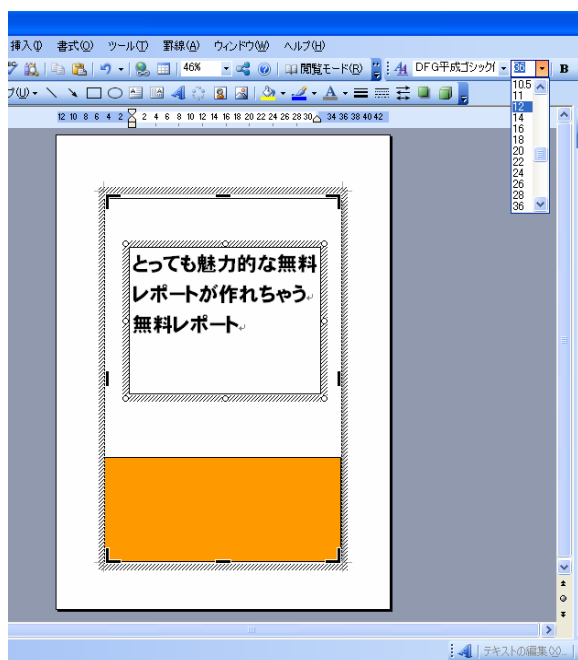 挿入(I) 書式(O) ツール(T) 罫線(A) ウィンドウ(W) ヘルプ(H)
46% 閲覧モード(R) DFG平成ゴシック 36 B
10.5
11
12
14
16
18
20
22
24
26
28
36
12 10 8 6 4 2 2 4 6 8 10 12 14 16 18 20 22 24 26 28 30 34 36 38 40 42
とっても魅力的な無料
レポートが作れちゃう
無料レポート
テキストの編集(X)...